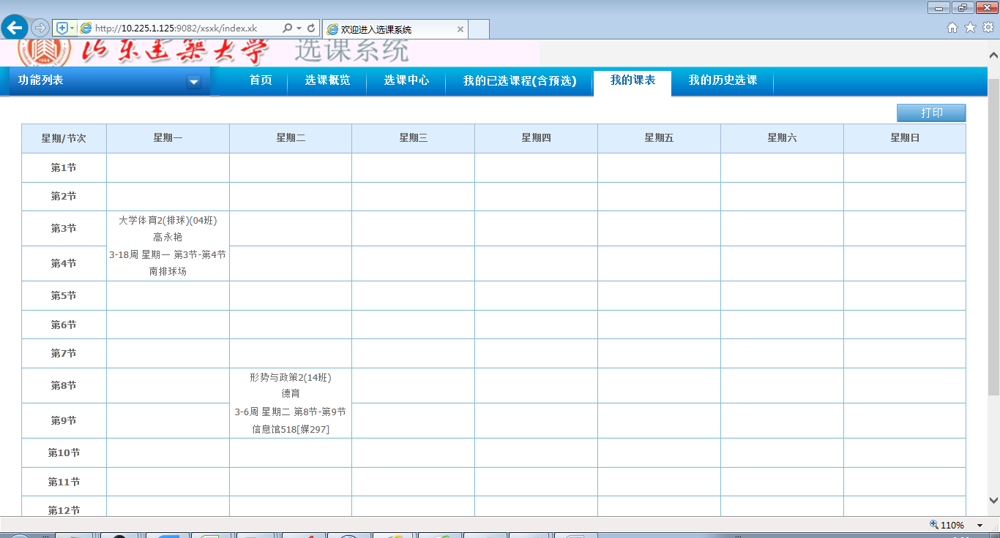 http://10.225.1.125:9082/xsxk/index.xk
欢迎进入选课系统
山东建筑大学 选课系统
功能列表
首页 选课概览 选课中心 我的已选课程(含预选) 我的课表 我的历史选课
打印
星期/节次 星期一 星期二 星期三 星期四 星期五 星期六 星期日
第1节
第2节
第3节
第4节
大学体育2(排球)(04班)
高永艳
3-18周 星期一 第3节-第4节
南排球场
第5节
第6节
第7节
第8节
第9节
形势与政策2(14班)
德育
3-6周 星期二 第8节-第9节
信息馆518[媒297]
第10节
第11节
第12节
110%